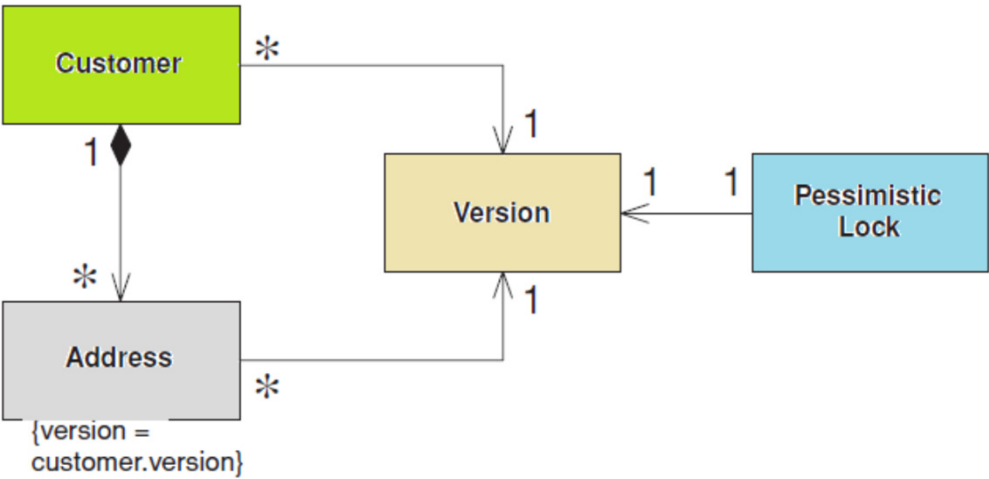 Customer
*
1
1
*
Version
1
1
Pessimistic
Lock
1
Address
*
{version =
customer.version}